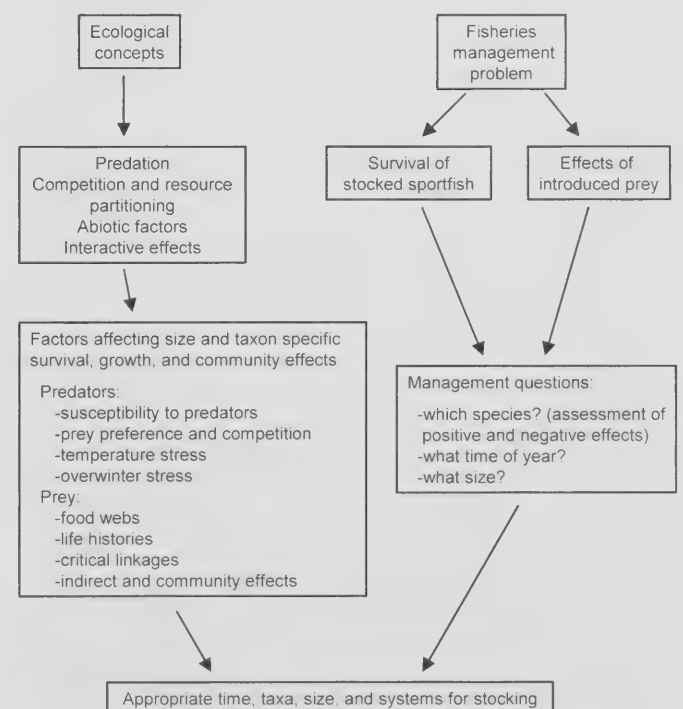 Ecological
concepts
Fisheries
management
problem
Predation
Competition and resource
partitioning
Abiotic factors
Interactive effects
Survival of
stocked sportfish
Effects of
introduced prey
Factors affecting size and taxon specific
survival, growth, and community effects
Predators:
-susceptibility to predators
-prey preference and competition
-temperature stress
-overwinter stress
Prey:
-food webs
-life histories
-critical linkages
-indirect and community effects
Management questions:
-which species? (assessment of
positive and negative effects)
-what time of year?
-what size?
Appropriate time, taxa, size, and systems for stocking